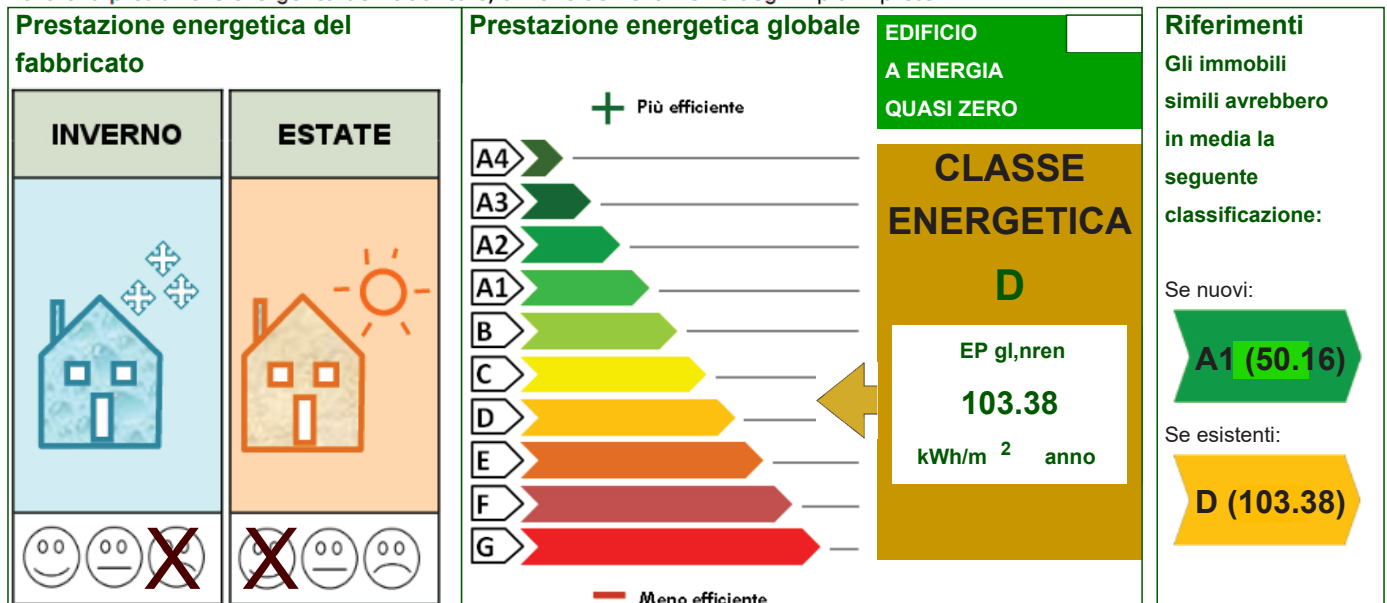 Prestazione energetica del
fabbricato
INVERNO
ESTATE
X
X
Prestazione energetica globale
Più efficiente
A4
A3
A2
A1
B
C
D
E
F
G
Meno efficiente
EDIFICIO
A ENERGIA
QUASI ZERO
CLASSE
ENERGETICA
D
EP gl,nren
103.38
kWh/m 2 anno
Riferimenti
Gli immobili
simili avrebbero
in media la
seguente
classificazione:
Se nuovi:
A1 (50.16)
Se esistenti:
D (103.38)